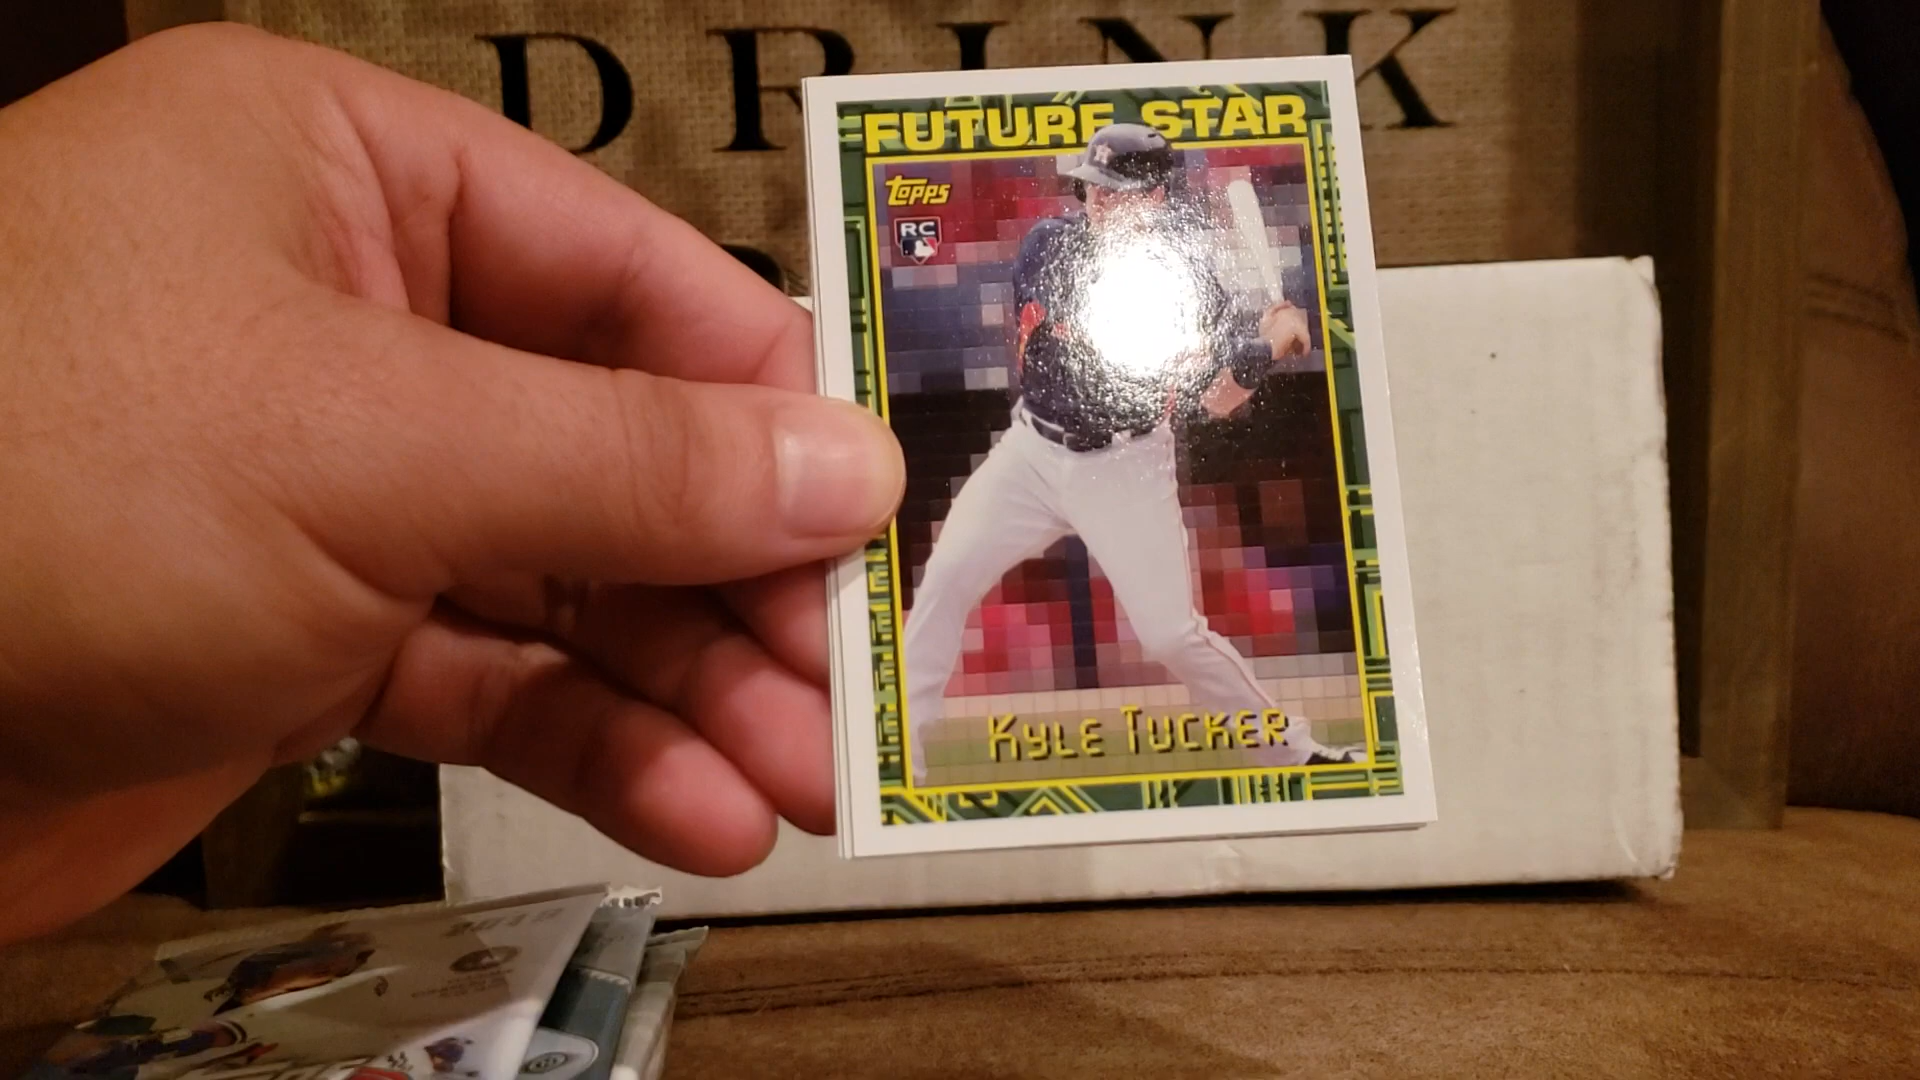 DRINK
FUTURE STAR
TOPPS
RC
KYLE TUCKER